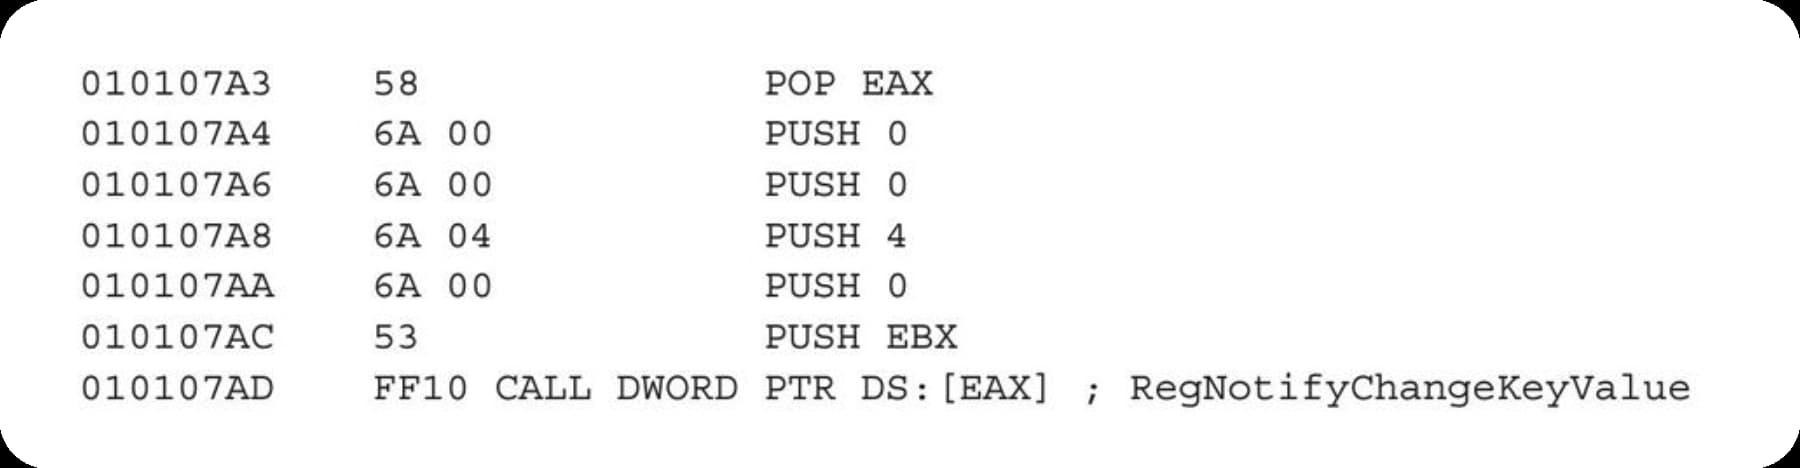 010107A3 58 POP EAX
010107A4 6A 00 PUSH 0
010107A6 6A 00 PUSH 0
010107A8 6A 04 PUSH 4
010107AA 6A 00 PUSH 0
010107AC 53 PUSH EBX
010107AD FF10 CALL DWORD PTR DS:[EAX] ; RegNotifyChangeKeyValue